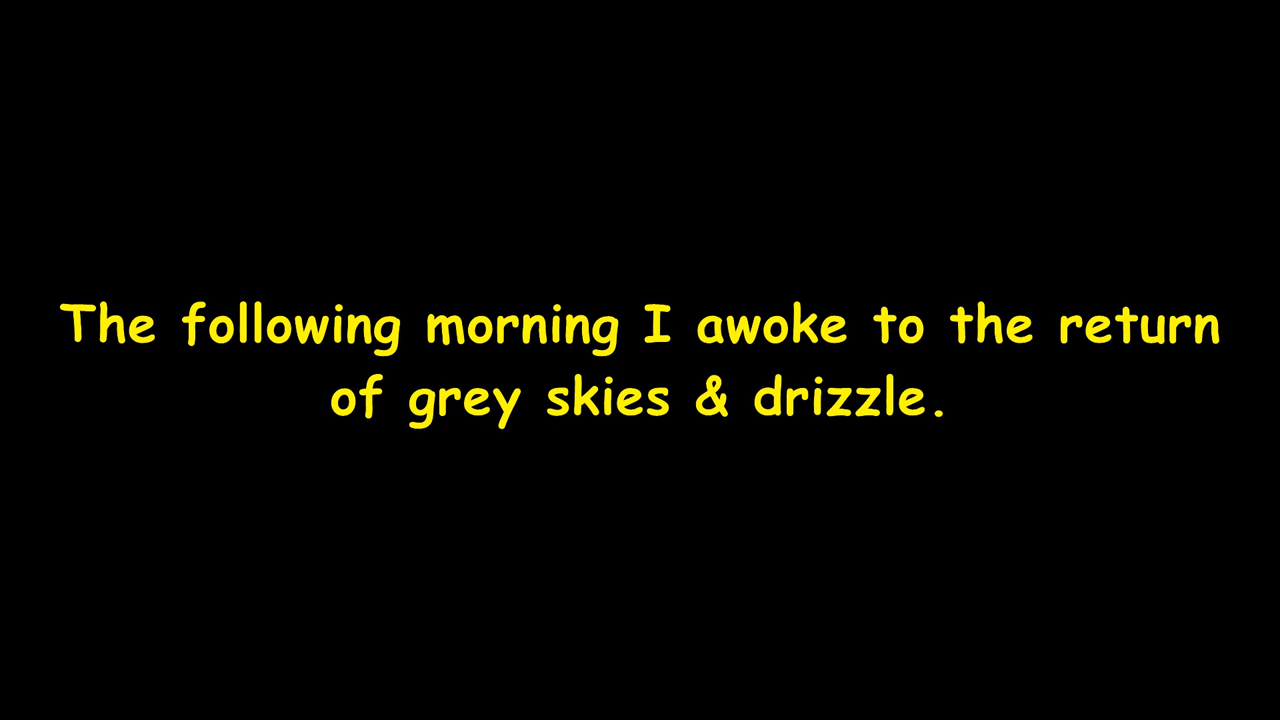 The following morning I awoke to the return
of grey skies & drizzle.